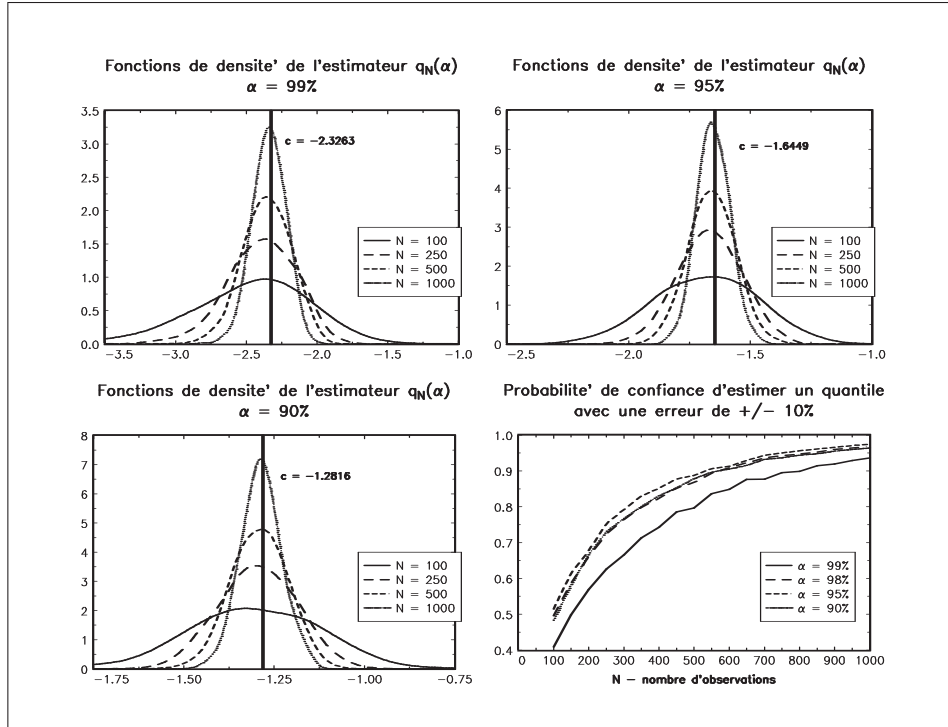 Fonctions de densite' de l'estimateur qN(α)
α = 99%
3.5
3.0
2.5
2.0
1.5
1.0
0.5
0.0
c = −2.3263
N = 100
N = 250
N = 500
N = 1000
−3.5
−3.0
−2.5
−2.0
−1.5
−1.0
Fonctions de densite' de l'estimateur qN(α)
α = 95%
6
5
4
3
2
1
0
c = −1.6449
N = 100
N = 250
N = 500
N = 1000
−2.5
−2.0
−1.5
−1.0
Fonctions de densite' de l'estimateur qN(α)
α = 90%
8
7
6
5
4
3
2
1
0
c = −1.2816
N = 100
N = 250
N = 500
N = 1000
−1.75
−1.50
−1.25
−1.00
−0.75
Probabilite' de confiance d'estimer un quantile
avec une erreur de +/− 10%
1.0
0.9
0.8
0.7
0.6
0.5
0.4
α = 99%
α = 98%
α = 95%
α = 90%
0 100 200 300 400 500 600 700 800 900 1000
N − nombre d'observations